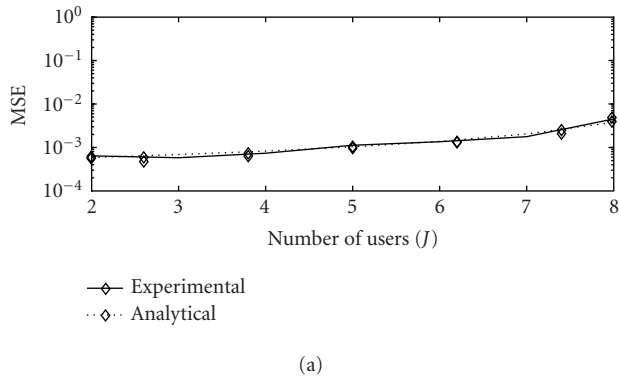 10^0
10^-1
10^-2
10^-3
10^-4
MSE
2 3 4 5 6 7 8
Number of users (J)
Experimental
Analytical
(a)